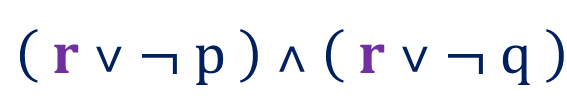 ( r ∨ ¬ p ) ∧ ( r ∨ ¬ q )